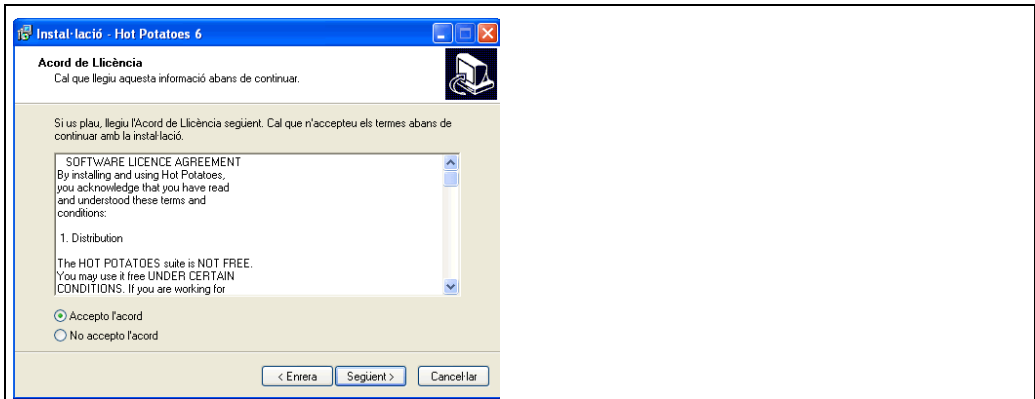 Instal·lació - Hot Potatoes 6
Acord de Llicència
Cal que llegiu aquesta informació abans de continuar.
Si us plau, llegiu l'Acord de Llicència següent. Cal que n'accepteu els termes abans de
continuar amb la instal·lació.
SOFTWARE LICENCE AGREEMENT
By installing and using Hot Potatoes,
you acknowledge that you have read
and understood these terms and
conditions:
1. Distribution
The HOT POTATOES suite is NOT FREE.
You may use it free UNDER CERTAIN
CONDITIONS. If you are working for
Accepto l'acord
No accepto l'acord
< Enrera Següent > Cancel·lar